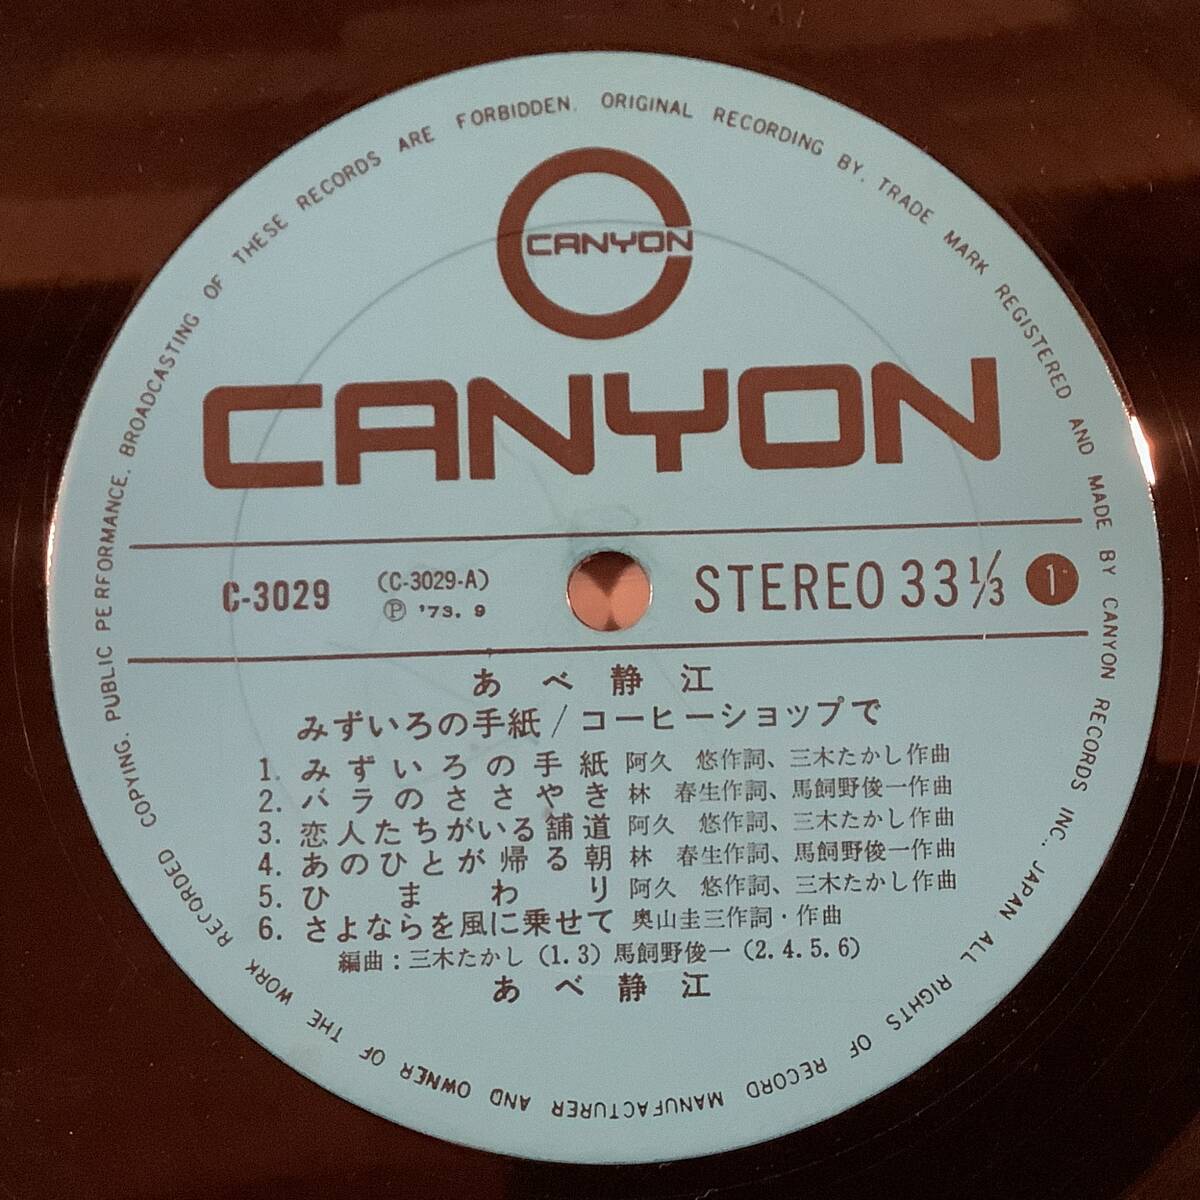 CANYON
CANYON
C-3029
(C-3029-A)
Ⓟ '73. 9
STEREO 33 1/3
1
あべ静江
みずいろの手紙/コーヒーショップで
1. みずいろの手紙 阿久 悠作詞、三木たかし作曲
2. バラのささやき 林 春生作詞、馬飼野俊一作曲
3. 恋人たちがいる舗道 阿久 悠作詞、三木たかし作曲
4. あのひとが帰る朝 林 春生作詞、馬飼野俊一作曲
5. ひまわり 阿久 悠作詞、三木たかし作曲
6. さよならを風に乗せて 奥山圭三作詞・作曲
編曲：三木たかし（1.3）馬飼野俊一（2.4.5.6）
あべ静江
ORIGINAL RECORDING BY. TRADE MARK REGISTERED AND MADE BY CANYON RECORDS INC., JAPAN ALL RIGHTS OF RECORD MANUFACTURER AND OWNER OF THE WORK RECORDED COPYING. PUBLIC PERFORMANCE. BROADCASTING OF THESE RECORDS ARE FORBIDDEN.